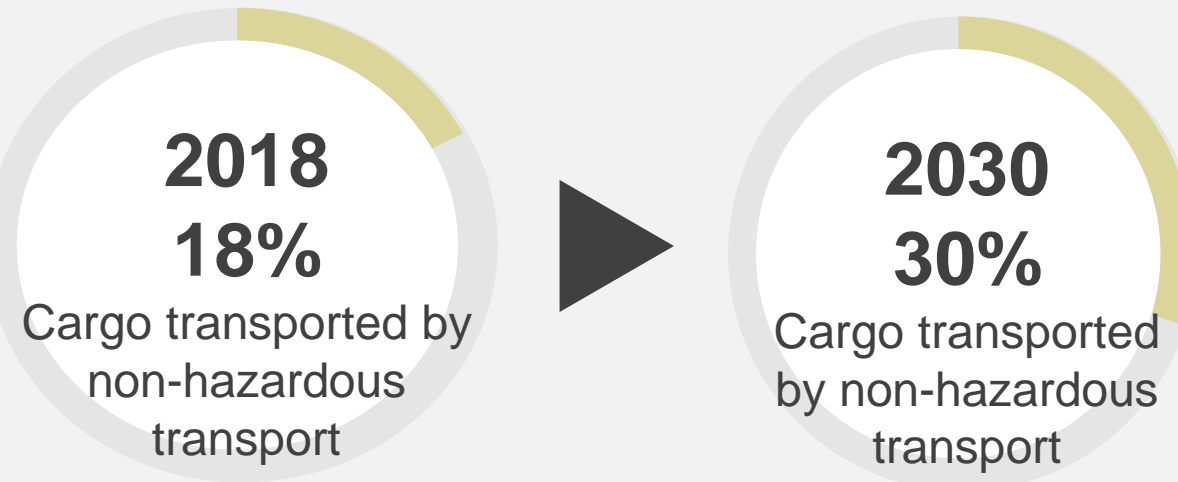 2018
18%
Cargo transported by
non-hazardous
transport
2030
30%
Cargo transported
by non-hazardous
transport